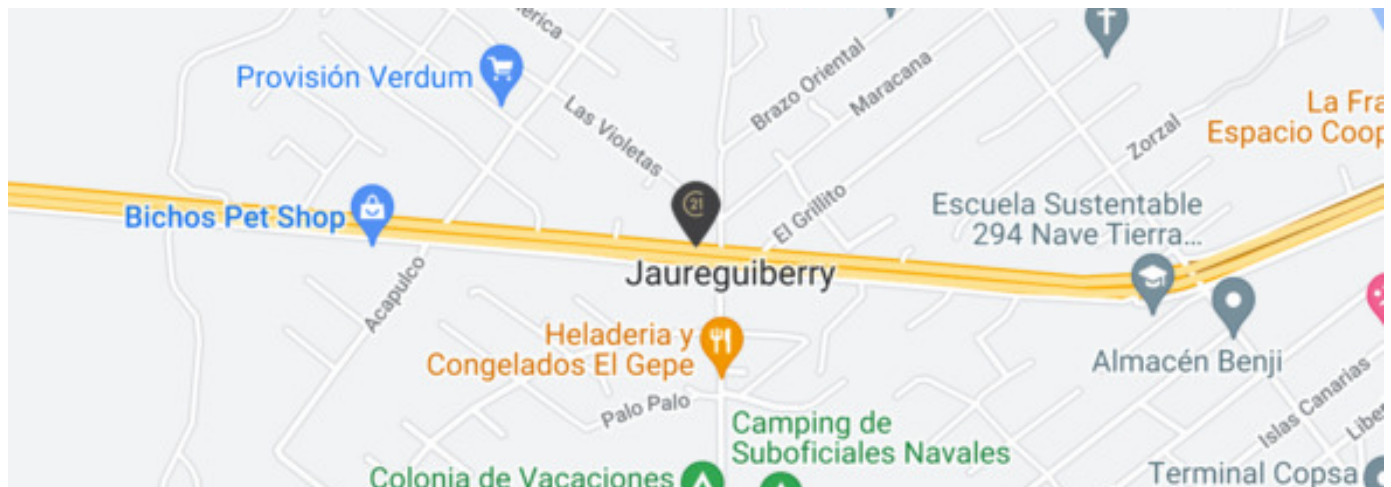 Provisión Verdum
Las Violetas
Brazo Oriental
Maracana
Zorzal
La Fra
Espacio Coop
Bichos Pet Shop
21
El Grillito
Escuela Sustentable
294 Nave Tierra...
Jaureguiberry
Acapulco
Heladeria y
Congelados El Gepe
Almacén Benji
Palo Palo
Camping de
Suboficiales Navales
Islas Canarias
Colonia de Vacaciones
Terminal Copsa